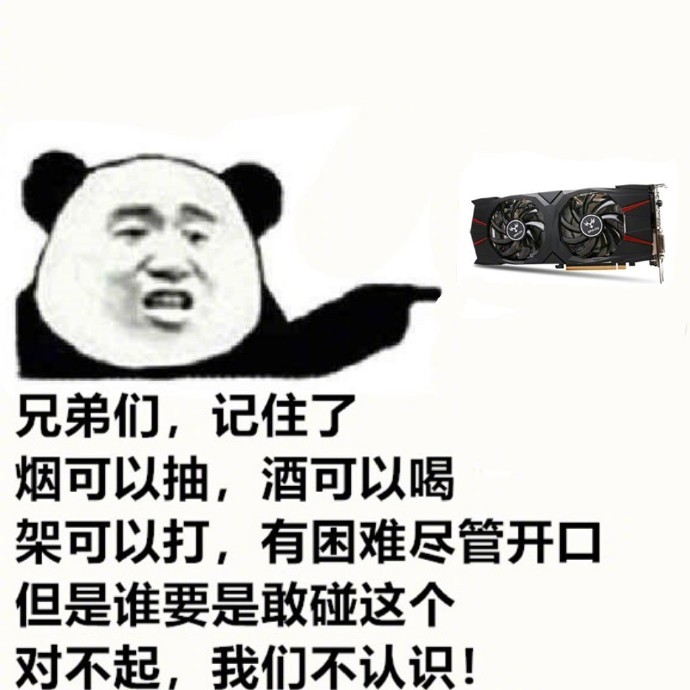 兄弟们，记住了
烟可以抽，酒可以喝
架可以打，有困难尽管开口
但是谁要是敢碰这个
对不起，我们不认识！